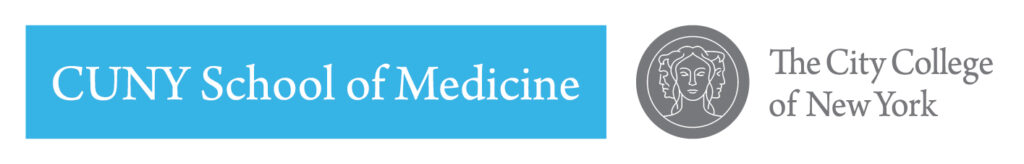 CUNY School of Medicine
The City College
of New York